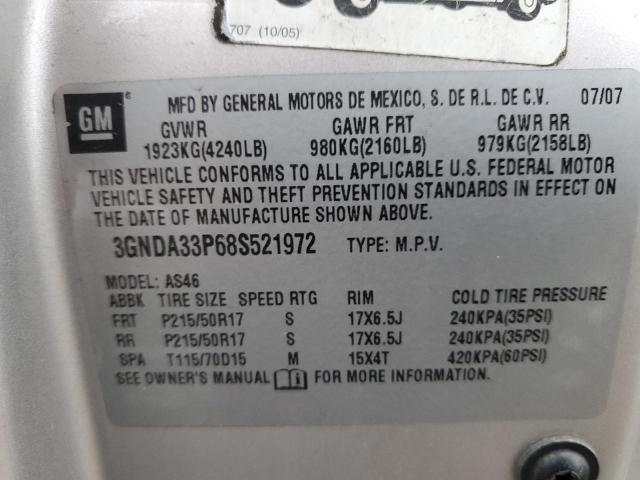 707 (10/05)
GM ®
MFD BY GENERAL MOTORS DE MEXICO, S. DE R.L. DE C.V. 07/07
GVWR GAWR FRT GAWR RR
1923KG(4240LB) 980KG(2160LB) 979KG(2158LB)
THIS VEHICLE CONFORMS TO ALL APPLICABLE U.S. FEDERAL MOTOR
VEHICLE SAFETY AND THEFT PREVENTION STANDARDS IN EFFECT ON
THE DATE OF MANUFACTURE SHOWN ABOVE.
3GNDA33P68S521972 TYPE: M.P.V.
MODEL: AS46
ABBK TIRE SIZE SPEED RTG RIM COLD TIRE PRESSURE
FRT P215/50R17 S 17X6.5J 240KPA(35PSI)
RR P215/50R17 S 17X6.5J 240KPA(35PSI)
SPA T115/70D15 M 15X4T 420KPA(60PSI)
SEE OWNER'S MANUAL FOR MORE INFORMATION.